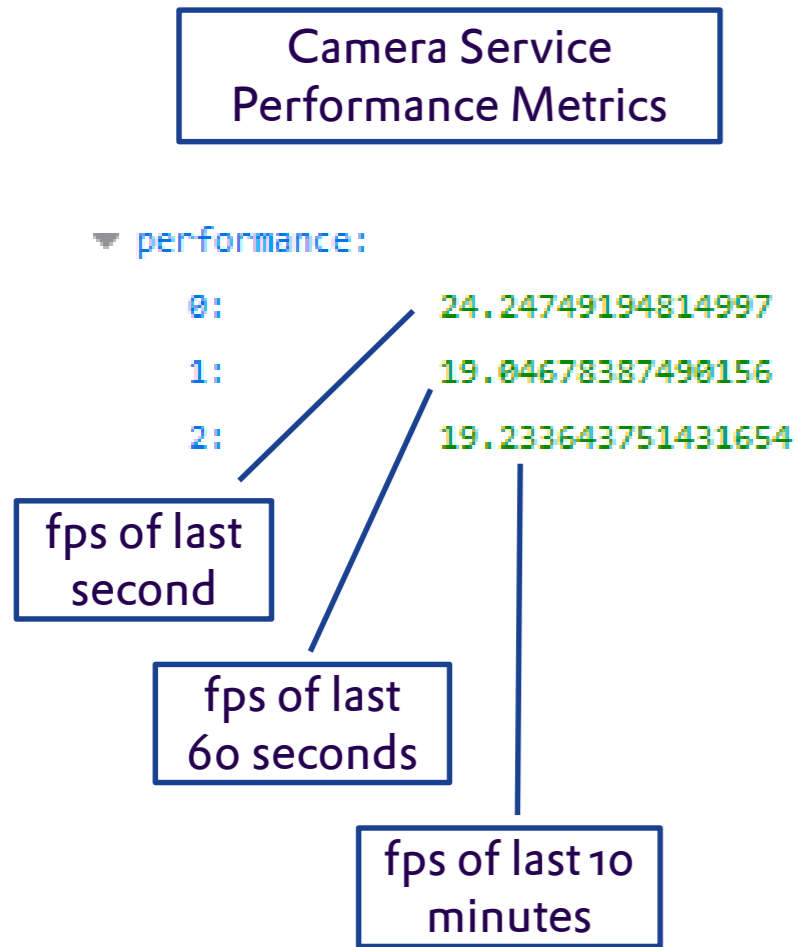 Camera Service
Performance Metrics
performance:
0: 24.24749194814997
1: 19.04678387490156
2: 19.233643751431654
fps of last
second
fps of last
60 seconds
fps of last 10
minutes